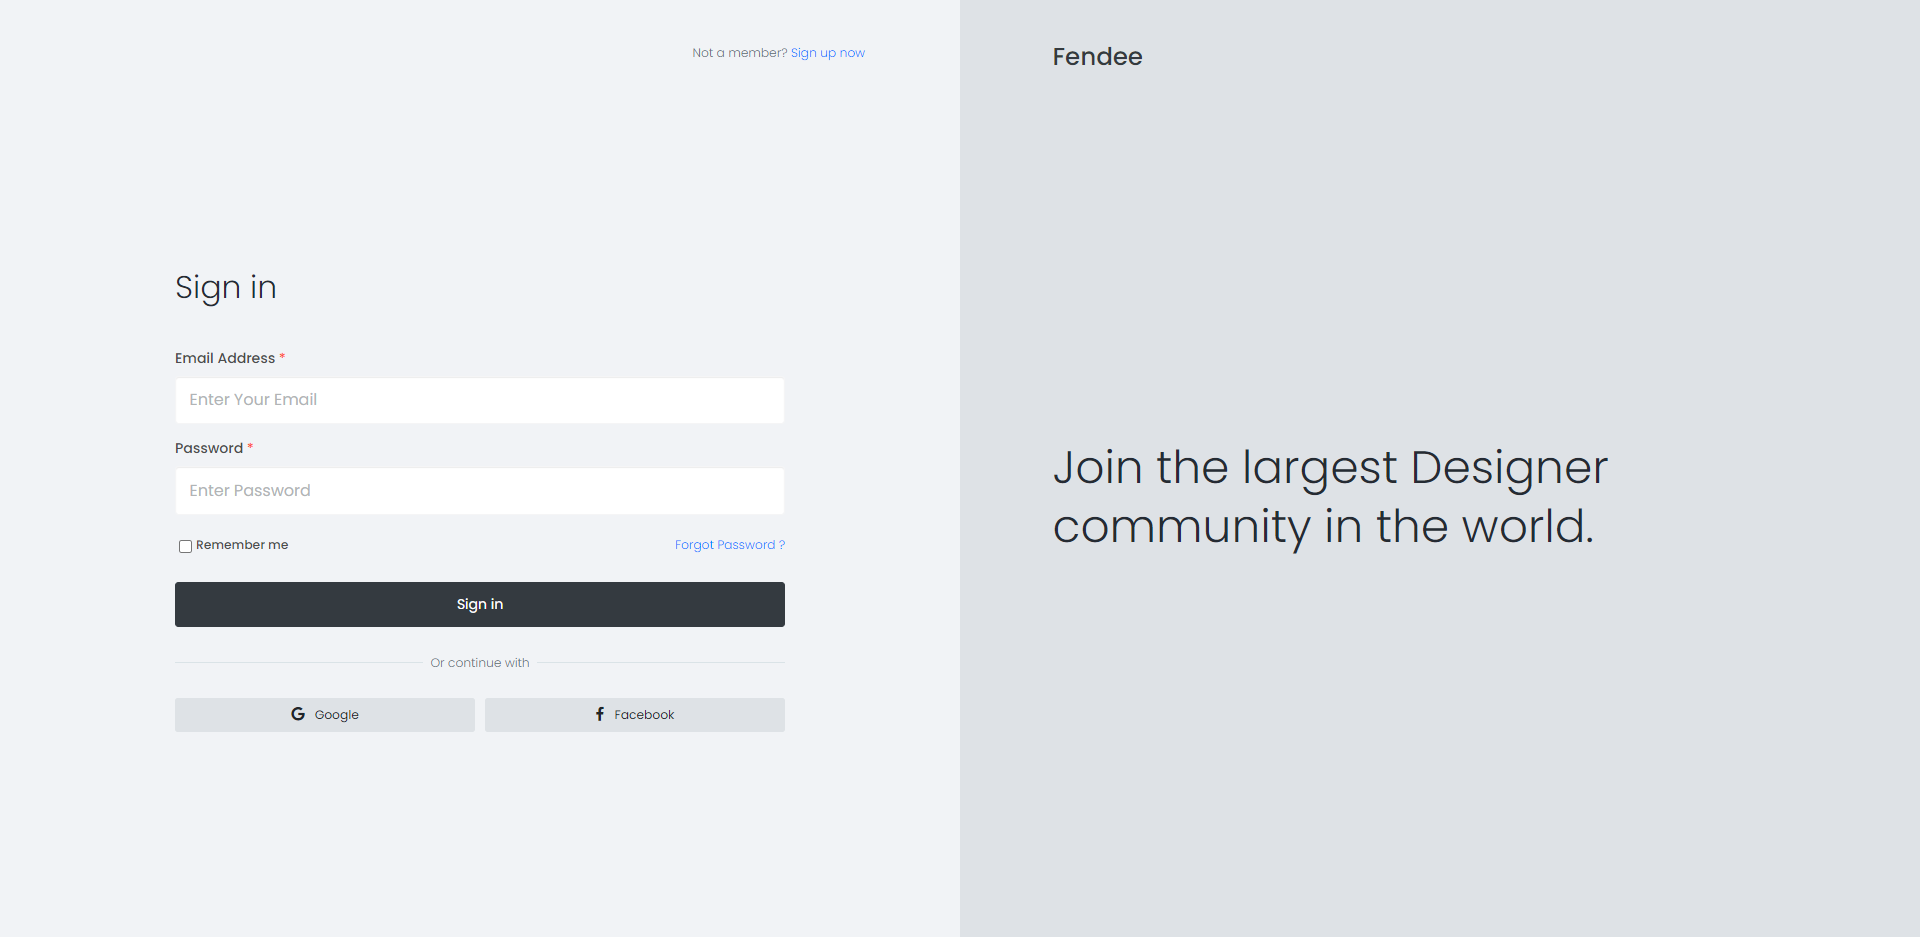 Not a member? Sign up now
Sign in
Email Address *
Enter Your Email
Password *
Enter Password
Remember me
Forgot Password ?
Sign in
Or continue with
Google
Facebook
Fendee
Join the largest Designer
community in the world.